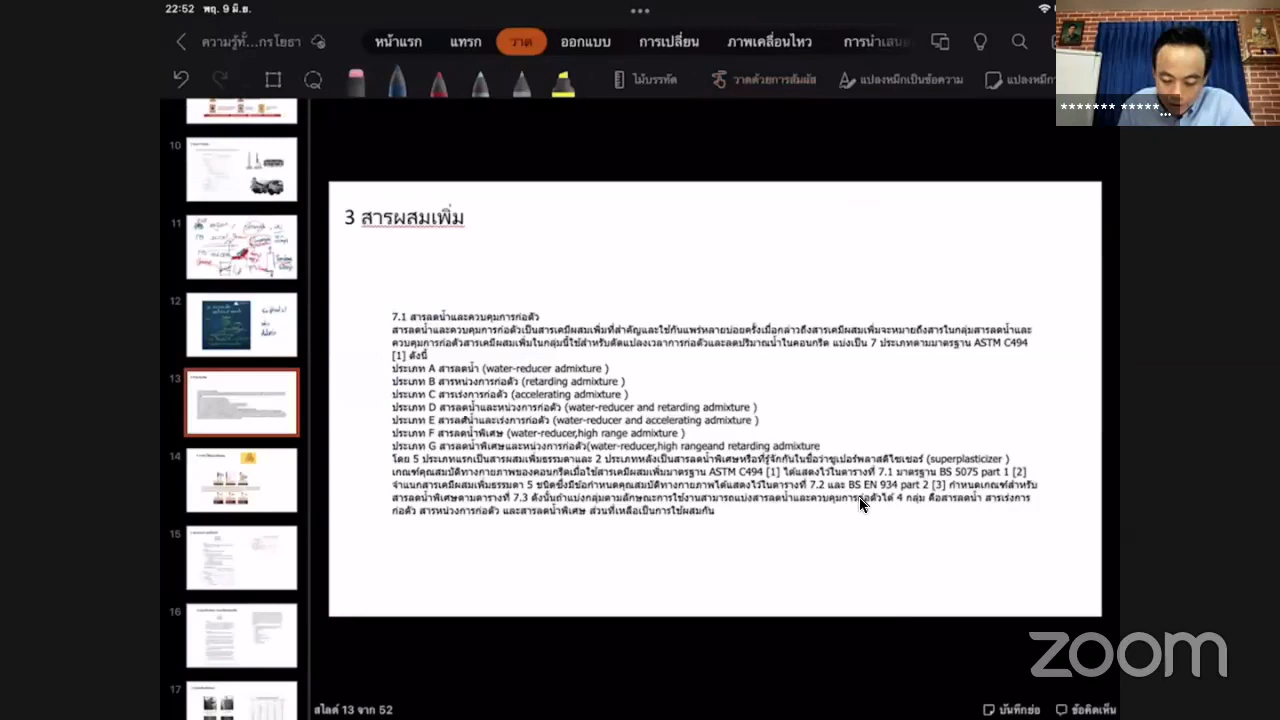 22:52 พฤ. 9 มิ.ย.
ความรู้ทั้...กรโยธา
หน้าแรก แทรก วาด ออกแบบ การเปลี่ยน ภาพเคลื่อนไหว การนำเสนอ
ไม้บรรทัด วาดด้วยการสัมผัส แปลงหมึกเป็นข้อความ
******* *****...
10
11
12
13
14
15
16
17
3 สารผสมเพิ่ม
7.1 สารลดน้ำและควบคุมการก่อตัว
สารลดน้ำและควบคุมการก่อตัวเป็นสารเคมีผสมเพิ่มที่สำคัญและใช้กันแพร่หลายบ่อยครั้งเมื่อกล่าวถึงสารเคมีผสมเพิ่มจะหมายถึงสารในกลุ่มสารลดน้ำและ
ควบคุมการก่อตัวสารเคมีผสมเพิ่มในกลุ่มนี้ใช้สำหรับดัดแปลงเวลาการก่อตัวและลดปริมาณน้ำในคอนกรีต แบ่งเป็น 7 ประเภทตามมาตรฐาน ASTM C494
[1] ดังนี้
ประเภท A สารลดน้ำ (water-reducer admixture )
ประเภท B สารหน่วงการก่อตัว (retarding admixture )
ประเภท C สารเร่งการก่อตัว (accelerating admixture )
ประเภท D สารลดน้ำและหน่วงการก่อตัว (water-reducer and retarding admixture )
ประเภท E สารลดน้ำและเร่งการก่อตัว (water-reducer and accelerating admixture )
ประเภท F สารลดน้ำพิเศษ (water-reducer,high range admixture )
ประเภท G สารลดน้ำพิเศษและหน่วงการก่อตัว(water-reducer,high rangeand retarding admixture
โดย 5 ประเภทแรกเป็นสารผสมเพิ่มธรรมดาและ 2 ประเภทหลังเป็นสารลดน้ำพิเศษหรือที่รู้จักกันในชื่อว่าซูเปอร์พลาสติไซเซอร์ (superplasticizer )
เกณฑ์คุณสมบัติทางกายภาพของคอนกรีตเมื่อใช้สารเคมีผสมเพิ่มมาตรฐาน ASTM C494 [1] ได้แสดงไว้ในตารางที่ 7.1 มาตรฐาน BS 5075 part 1 [2]
จำแนกสารเคมีผสมเพิ่มธรรมดา 5 ชนิดซึ่งมีข้อกำหนดคุณสมบัติทางกายภาพได้แสดงไว้ในตารางที่ 7.2 และ BS EN 934 part 2 [3] กำหนดเกณฑ์สำหรับ
สารลดน้ำพิเศษตามตารางที่ 7.3 ดังนั้นถ้าแบ่งกลุ่มตามลักษณะการใช้งานสามารถแบ่งสารลดน้ำและควบคุมการก่อตัวได้ 4 กลุ่ม คือสารลดน้ำ สารเร่งการ
ก่อตัว สารหน่วงการก่อตัว และสารลดน้ำพิเศษ ส่วนที่เหลือเป็นการใช้ผสมกัน
zoom
สไลด์ 13 จาก 52
บันทึกย่อ ข้อคิดเห็น